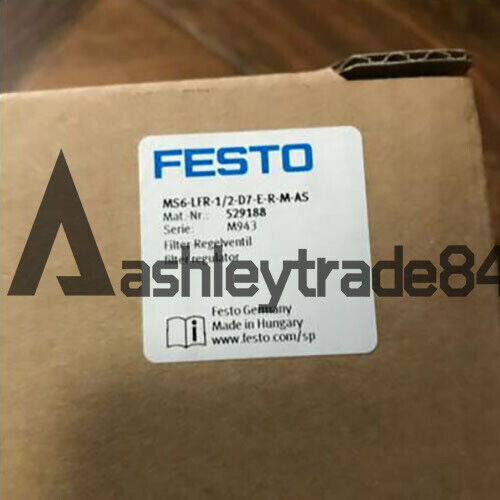 FESTO
MS6-LFR-1/2-D7-E-R-M-AS
Mat.-Nr.: 529188
Serie: M943
Filter-Regelventil
filter regulator
Aashleytrade84
Festo Germany
Made in Hungary
www.festo.com/sp